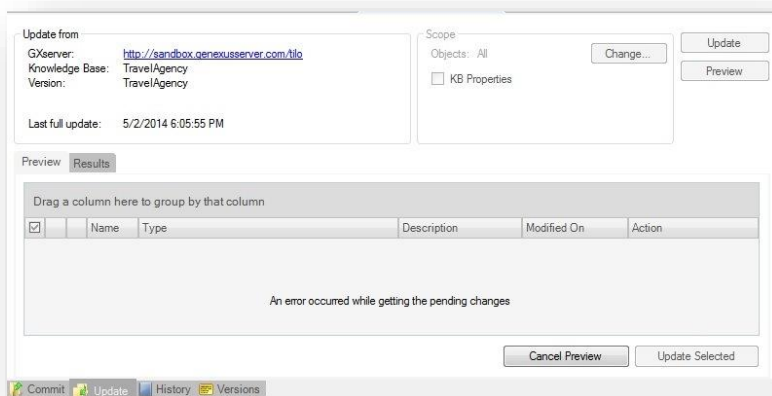 Update from
GXserver: http://sandbox.genexusserver.com/tilo
Knowledge Base: TravelAgency
Version: TravelAgency
Last full update: 5/2/2014 6:05:55 PM
Scope
Objects: All
Change...
KB Properties
Update
Preview
Preview Results
Drag a column here to group by that column
Name Type Description Modified On Action
An error occurred while getting the pending changes
Cancel Preview Update Selected
Commit Update History Versions